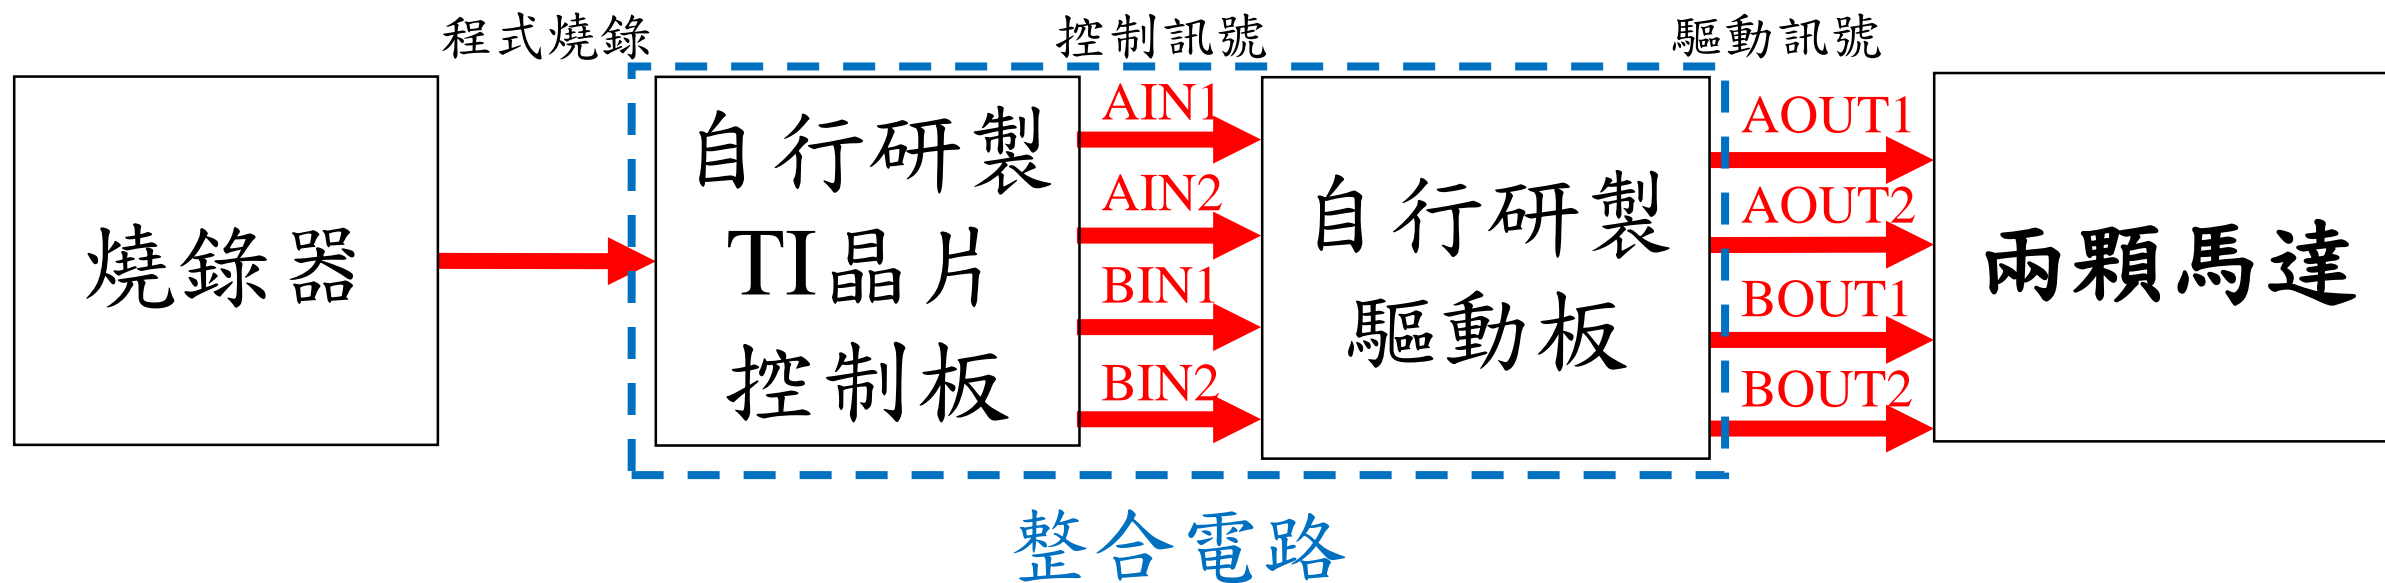 程式燒錄
控制訊號
驅動訊號
燒錄器
自行研製
TI晶片
控制板
AIN1
AIN2
BIN1
BIN2
自行研製
驅動板
AOUT1
AOUT2
BOUT1
BOUT2
兩顆馬達
整合電路